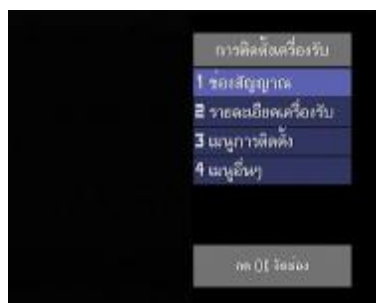 การติดตั้งเครื่องรับ
1 ช่องสัญญาณ
2 รายละเอียดเครื่องรับ
3 เมนูการติดตั้ง
4 เมนูอื่นๆ
กด OK